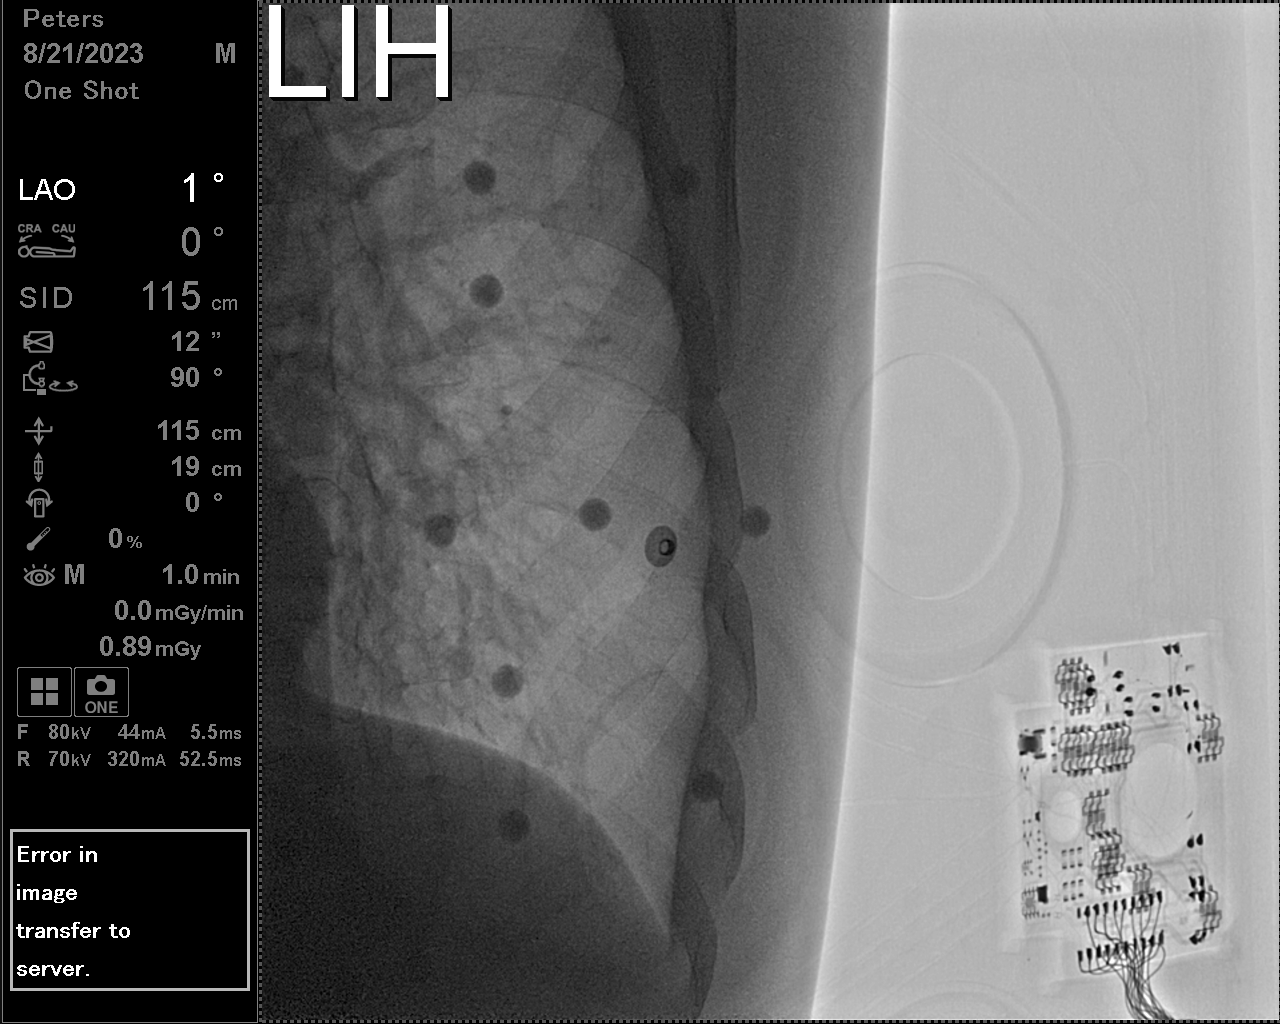 Peters
8/21/2023 M
One Shot
LIH
LAO 1 °
CRA CAU 0 °
SID 115 cm
12 ”
90 °
115 cm
19 cm
0 °
0 %
M 1.0 min
0.0 mGy/min
0.89 mGy
ONE
F 80kV 44mA 5.5ms
R 70kV 320mA 52.5ms
Error in
image
transfer to
server.